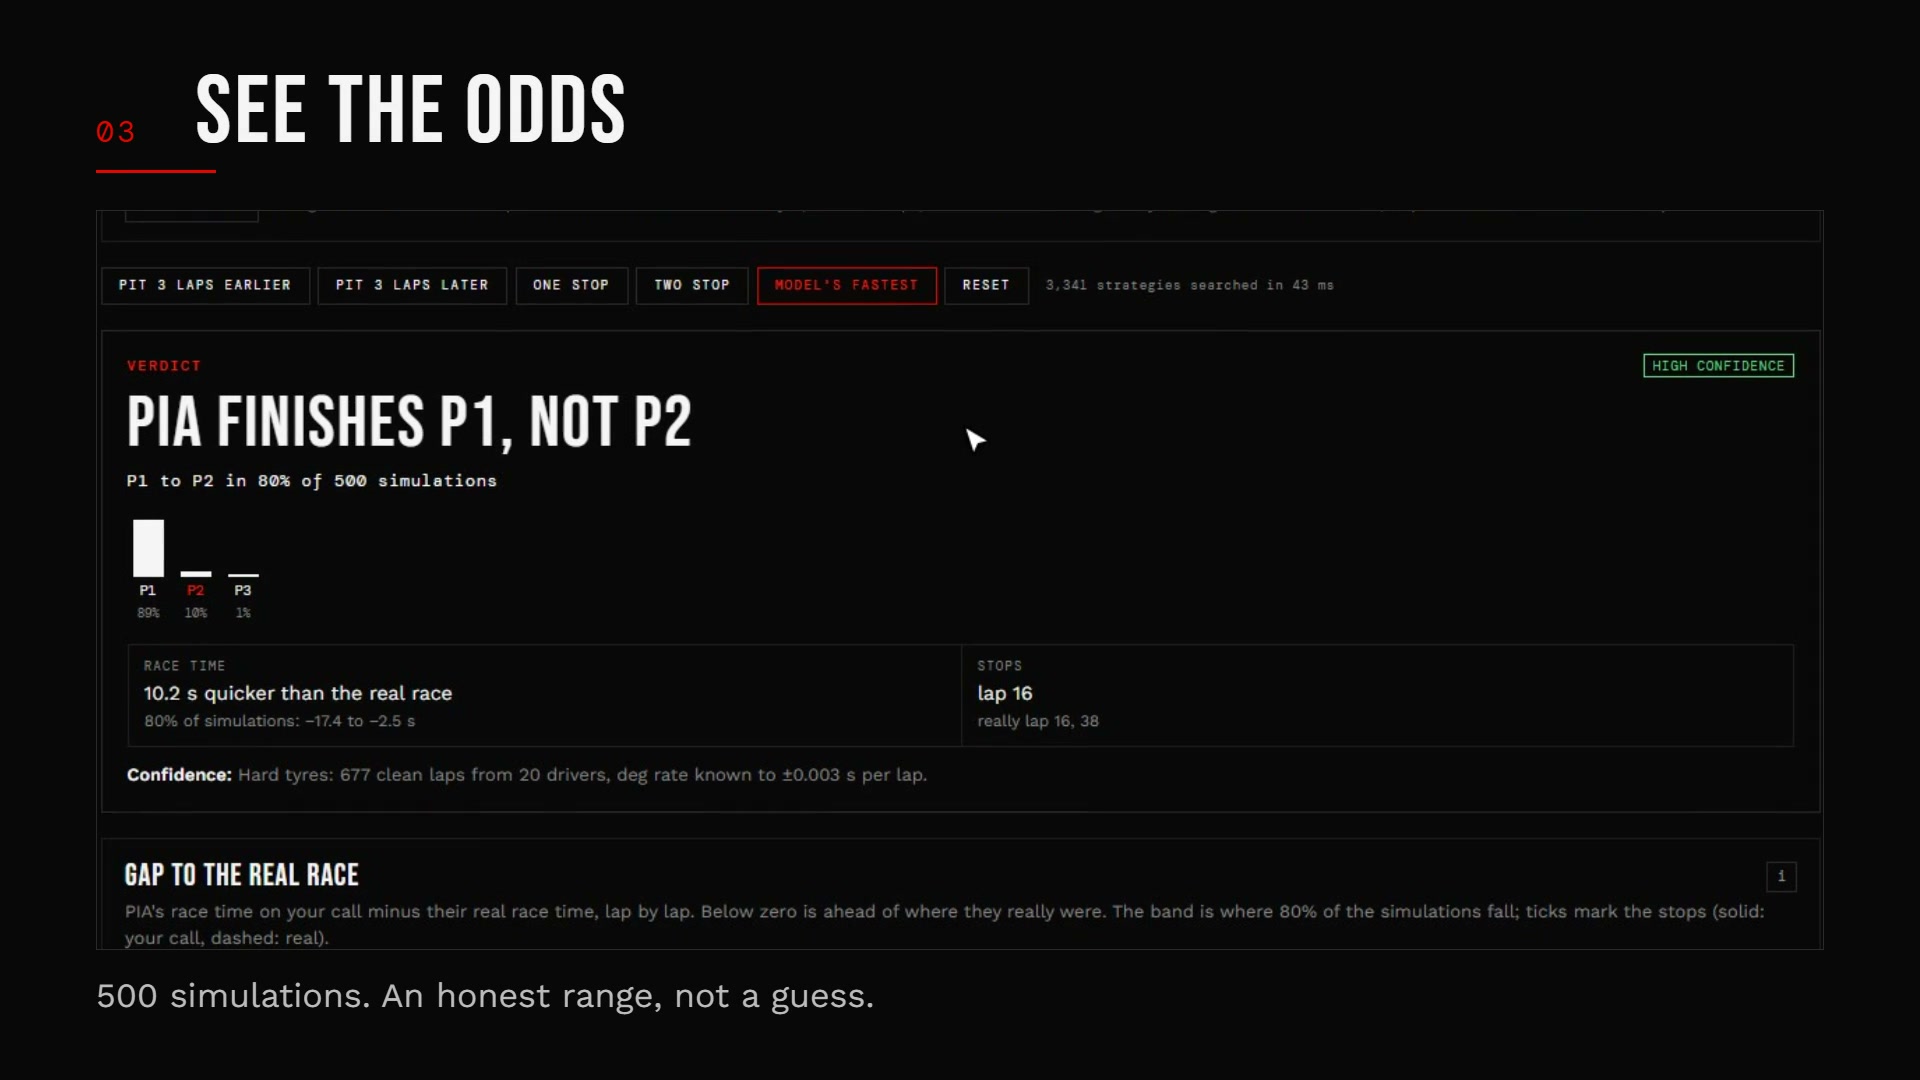 03 SEE THE ODDS
PIT 3 LAPS EARLIER PIT 3 LAPS LATER ONE STOP TWO STOP MODEL'S FASTEST RESET 3,341 strategies searched in 43 ms
VERDICT HIGH CONFIDENCE
PIA FINISHES P1, NOT P2
P1 to P2 in 80% of 500 simulations
P1 P2 P3
89% 10% 1%
RACE TIME STOPS
10.2 s quicker than the real race lap 16
80% of simulations: −17.4 to −2.5 s really lap 16, 38
Confidence: Hard tyres: 677 clean laps from 20 drivers, deg rate known to ±0.003 s per lap.
GAP TO THE REAL RACE i
PIA's race time on your call minus their real race time, lap by lap. Below zero is ahead of where they really were. The band is where 80% of the simulations fall; ticks mark the stops (solid:
your call, dashed: real).
500 simulations. An honest range, not a guess.